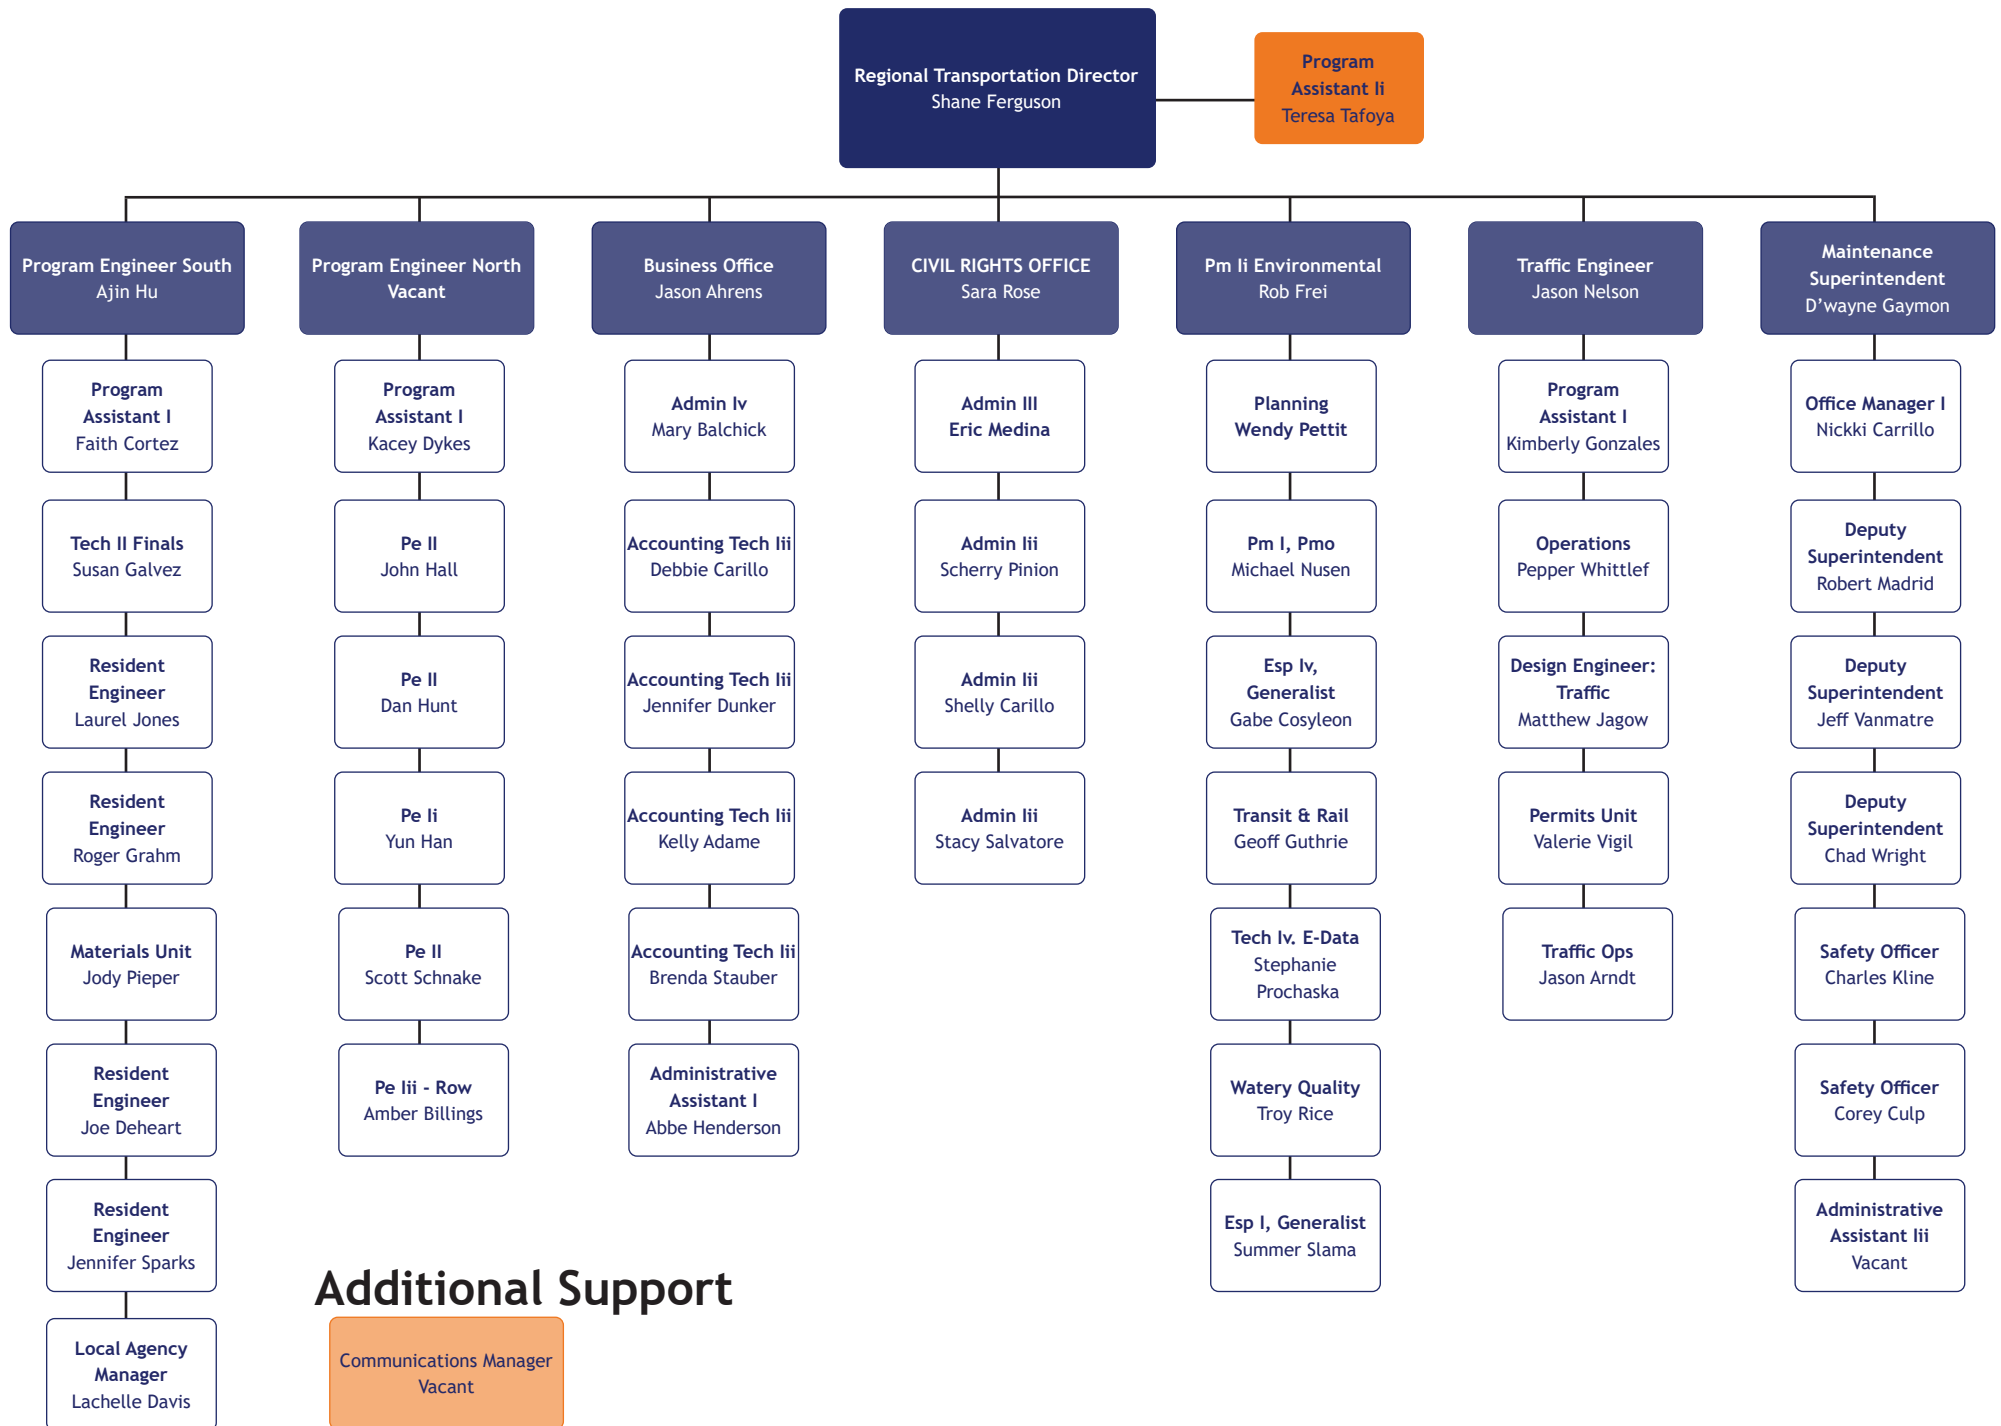 Regional Transportation Director
Shane Ferguson
Program
Assistant Ii
Teresa Tafoya
Program Engineer South
Ajin Hu
Program Assistant I
Faith Cortez
Tech II Finals
Susan Galvez
Resident
Engineer
Laurel Jones
Resident
Engineer
Roger Grahm
Materials Unit
Jody Pieper
Resident
Engineer
Joe Deheart
Resident
Engineer
Jennifer Sparks
Local Agency
Manager
Lachelle Davis
Program Engineer North
Vacant
Program
Assistant I
Kacey Dykes
Pe II
John Hall
Pe II
Dan Hunt
Pe Ii
Yun Han
Pe II
Scott Schnake
Pe Iii - Row
Amber Billings
Business Office
Jason Ahrens
Admin Iv
Mary Balchick
Accounting Tech Iii
Debbie Carillo
Accounting Tech Iii
Jennifer Dunker
Accounting Tech Iii
Kelly Adame
Accounting Tech Iii
Brenda Stauber
Administrative
Assistant I
Abbe Henderson
CIVIL RIGHTS OFFICE
Sara Rose
Admin III
Eric Medina
Admin Iii
Scherry Pinion
Admin Iii
Shelly Carillo
Admin Iii
Stacy Salvatore
Pm Ii Environmental
Rob Frei
Planning
Wendy Pettit
Pm I, Pmo
Michael Nusen
Esp Iv,
Generalist
Gabe Cosyleon
Transit & Rail
Geoff Guthrie
Tech Iv. E-Data
Stephanie
Prochaska
Watery Quality
Troy Rice
Esp I, Generalist
Summer Slama
Traffic Engineer
Jason Nelson
Program
Assistant I
Kimberly Gonzales
Operations
Pepper Whittlef
Design Engineer:
Traffic
Matthew Jagow
Permits Unit
Valerie Vigil
Traffic Ops
Jason Arndt
Maintenance
Superintendent
D’wayne Gaymon
Office Manager I
Nickki Carrillo
Deputy
Superintendent
Robert Madrid
Deputy
Superintendent
Jeff Vanmatre
Deputy
Superintendent
Chad Wright
Safety Officer
Charles Kline
Safety Officer
Corey Culp
Administrative
Assistant Iii
Vacant
Additional Support
Communications Manager
Vacant